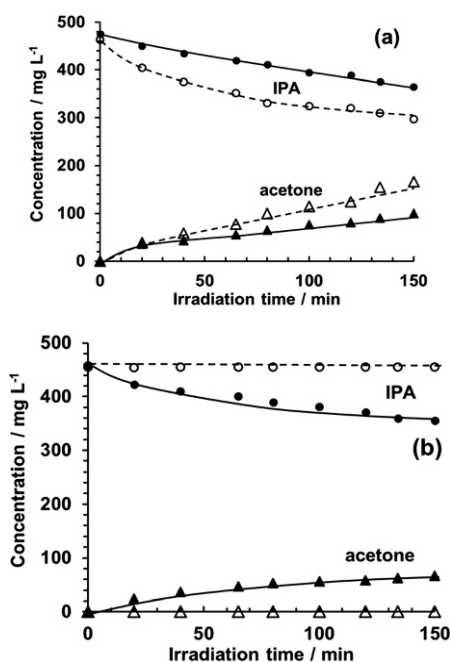 500
(a)
400
IPA
300
200
acetone
100
0
0 50 100 150
Concentration / mg L-1
Irradiation time / min
500
400
IPA
(b)
300
200
acetone
100
0
0 50 100 150
Concentration / mg L-1
Irradiation time / min